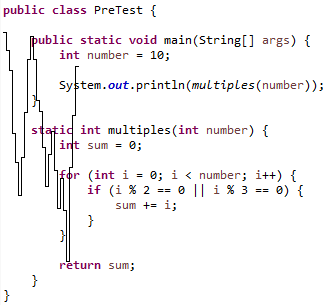 public class PreTest {
public static void main(String[] args) {
int number = 10;
System.out.println(multiples(number));
}
static int multiples(int number) {
int sum = 0;
for (int i = 0; i < number; i++) {
if (i % 2 == 0 || i % 3 == 0) {
sum += i;
}
}
return sum;
}
}